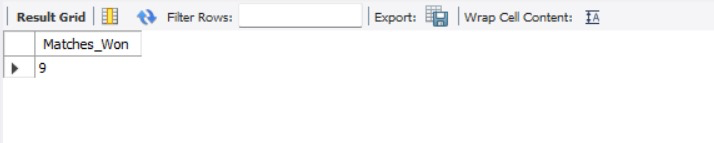 Result Grid Filter Rows: Export: Wrap Cell Content:
Matches_Won
9